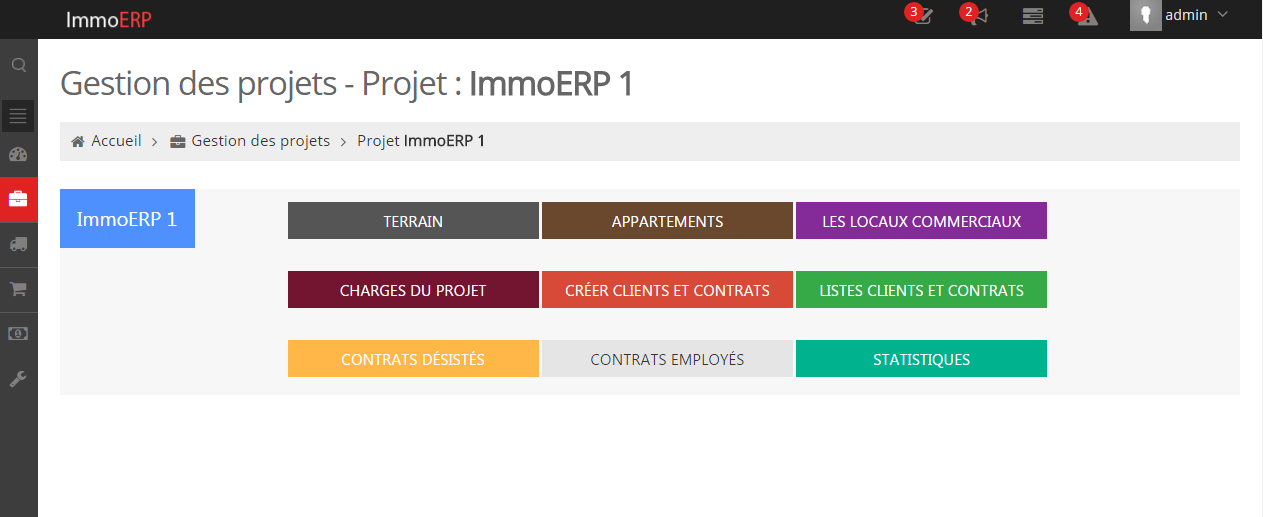 ImmoERP
3
2
4
admin
Gestion des projets - Projet : ImmoERP 1
Accueil > Gestion des projets > Projet ImmoERP 1
ImmoERP 1
TERRAIN
APPARTEMENTS
LES LOCAUX COMMERCIAUX
CHARGES DU PROJET
CRÉER CLIENTS ET CONTRATS
LISTES CLIENTS ET CONTRATS
CONTRATS DÉSISTÉS
CONTRATS EMPLOYÉS
STATISTIQUES